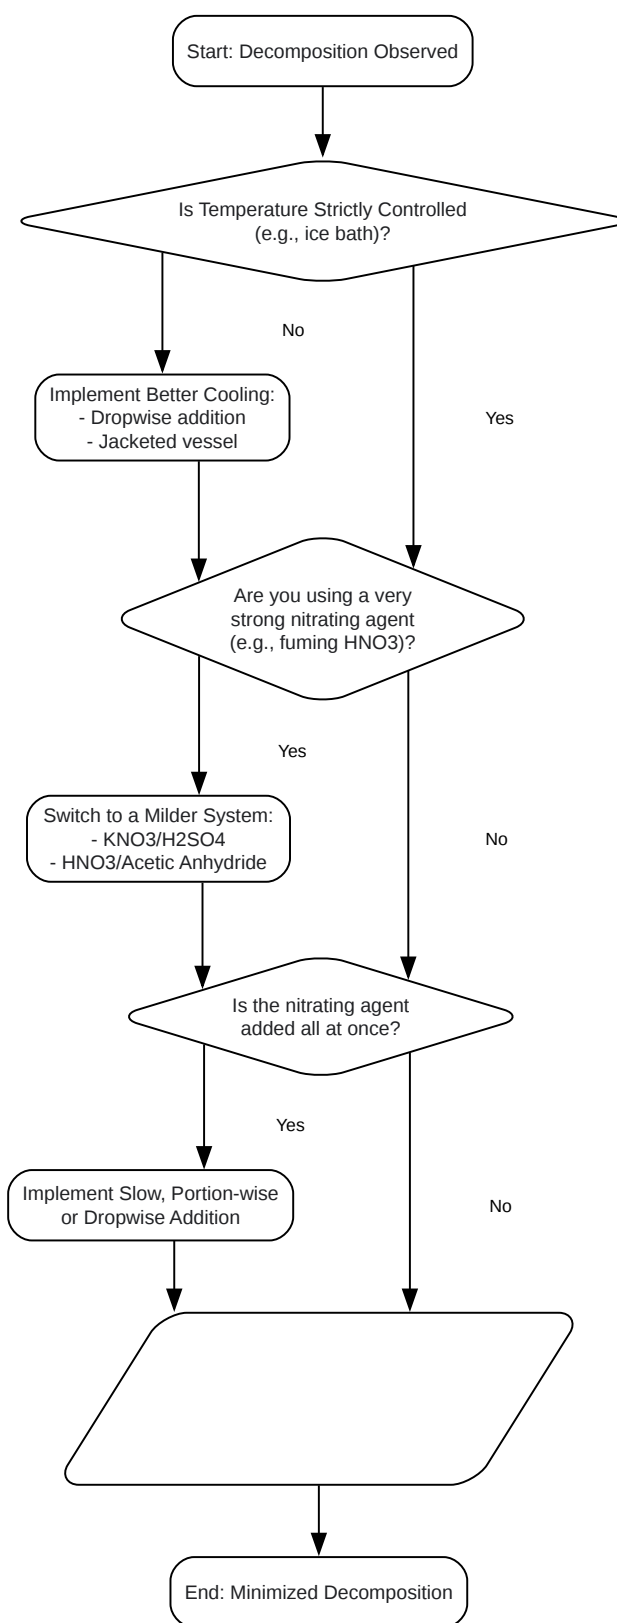 Start: Decomposition Observed
Is Temperature Strictly Controlled
(e.g., ice bath)?
No
Implement Better Cooling:
- Dropwise addition
- Jacketed vessel
Yes
Are you using a very
strong nitrating agent
(e.g., fuming HNO3)?
Yes
Switch to a Milder System:
- KNO3/H2SO4
- HNO3/Acetic Anhydride
No
Is the nitrating agent
added all at once?
Yes
Implement Slow, Portion-wise
or Dropwise Addition
No
End: Minimized Decomposition